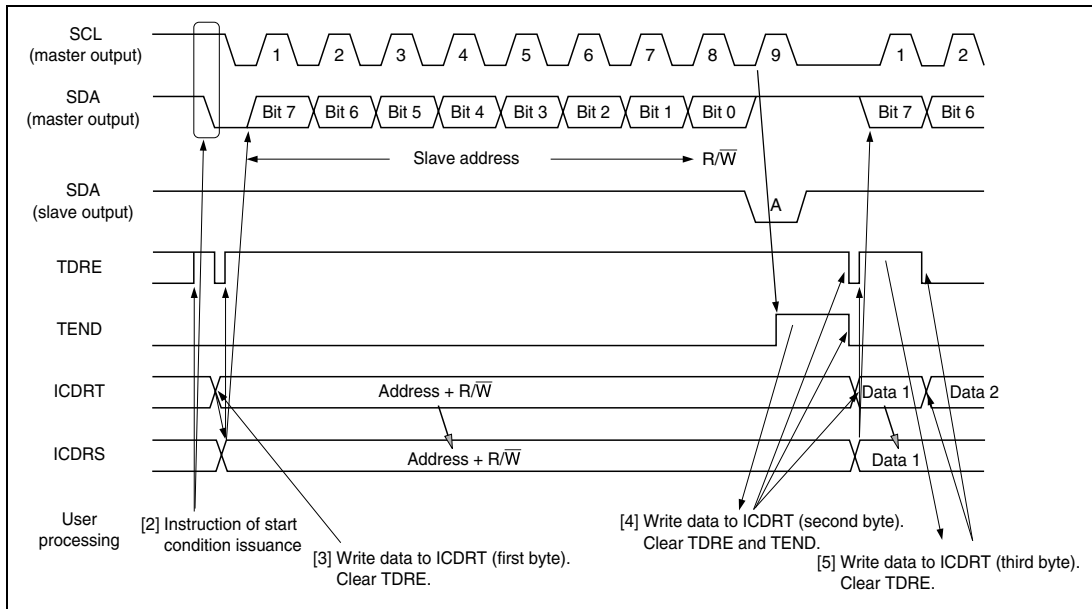 SCL
(master output)
1 2 3 4 5 6 7 8 9 1 2
SDA
(master output)
Bit 7 Bit 6 Bit 5 Bit 4 Bit 3 Bit 2 Bit 1 Bit 0 Bit 7 Bit 6
Slave address R/W̅
SDA
(slave output)
A
TDRE
TEND
ICDRT
Address + R/W̅ Data 1 Data 2
ICDRS
Address + R/W̅ Data 1
User
processing
[2] Instruction of start
condition issuance
[3] Write data to ICDRT (first byte).
Clear TDRE.
[4] Write data to ICDRT (second byte).
Clear TDRE and TEND.
[5] Write data to ICDRT (third byte).
Clear TDRE.